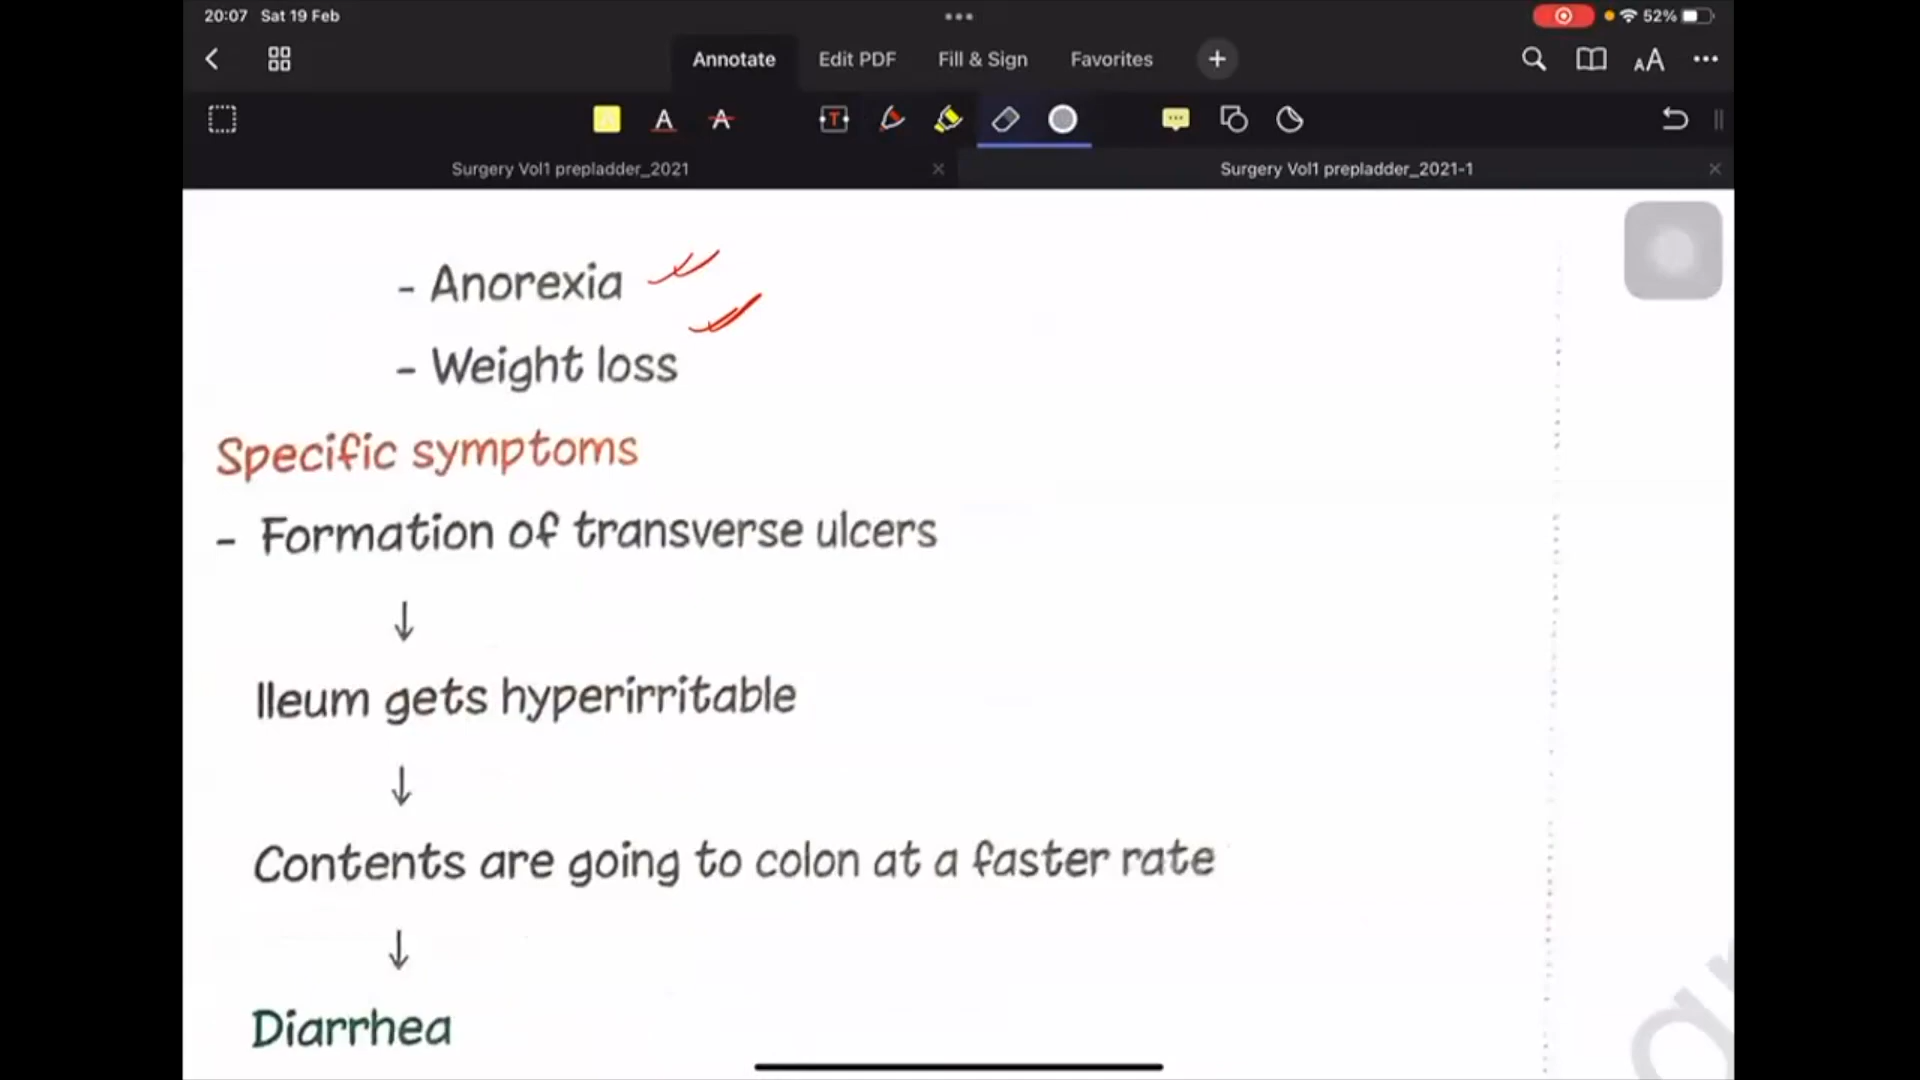 20:07 Sat 19 Feb
52%
Annotate Edit PDF Fill & Sign Favorites
Surgery Vol1 prepladder_2021
Surgery Vol1 prepladder_2021-1
- Anorexia
- Weight loss
Specific symptoms
- Formation of transverse ulcers
↓
Ileum gets hyperirritable
↓
Contents are going to colon at a faster rate
↓
Diarrhea